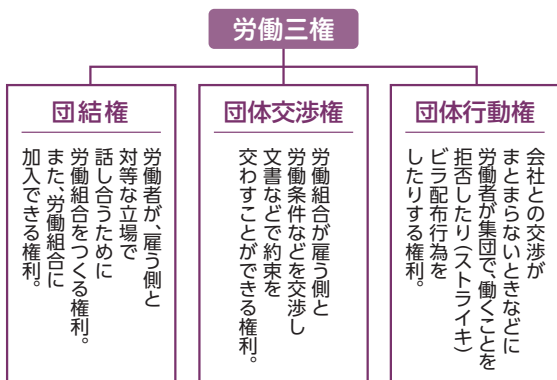 労働三権
団結権
労働者が、雇う側と
対等な立場で
話し合うために
労働組合をつくる権利。
また、労働組合に
加入できる権利。
団体交渉権
労働組合が雇う側と
労働条件などを交渉し
文書などで約束を
交わすことができる権利。
団体行動権
会社との交渉が
まとまらないときなどに
労働者が集団で、働くことを
拒否したり(ストライキ)
ビラ配布行為を
したりする権利。